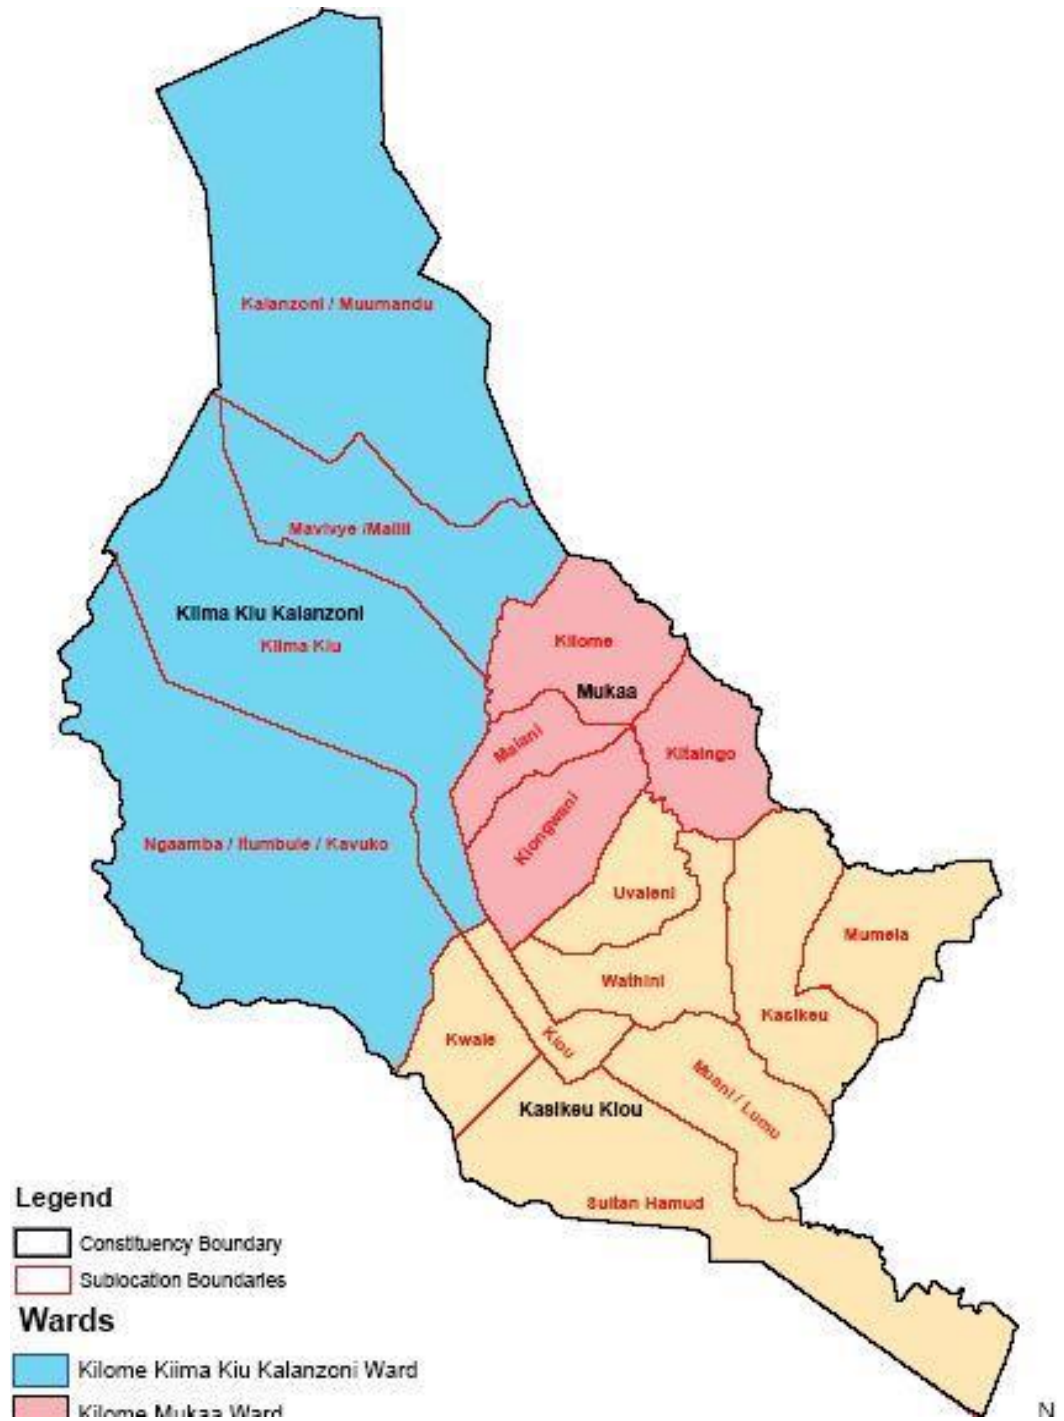 Kalanzoni / Muumandu
Mavivye /Malili
Kiima Kiu Kalanzoni
Kiima Kiu
Kilome
Mukaa
Malani
Kitaingo
Kiongwani
Ngaamba / Itumbule / Kavuko
Uvaleni
Mumela
Wathini
Kasikeu
Kwale
Kiou
Muani / Lumu
Kasikeu Kiou
Sultan Hamud
Legend
Constituency Boundary
Sublocation Boundaries
Wards
Kilome Kiima Kiu Kalanzoni Ward
Kilome Mukaa Ward
N